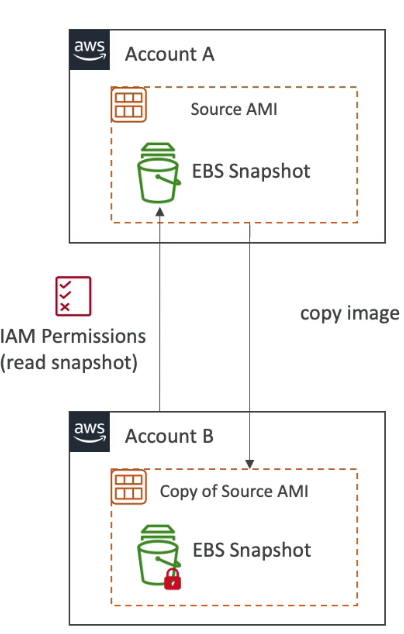 aws
Account A
Source AMI
EBS Snapshot
IAM Permissions
(read snapshot)
copy image
aws
Account B
Copy of Source AMI
EBS Snapshot